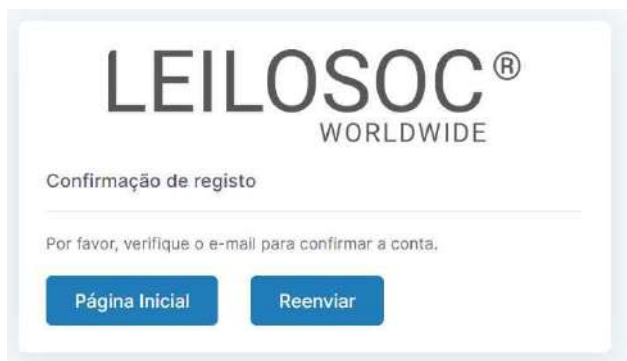 LEILOSOC®
WORLDWIDE
Confirmação de registo
Por favor, verifique o e-mail para confirmar a conta.
Página Inicial
Reenviar